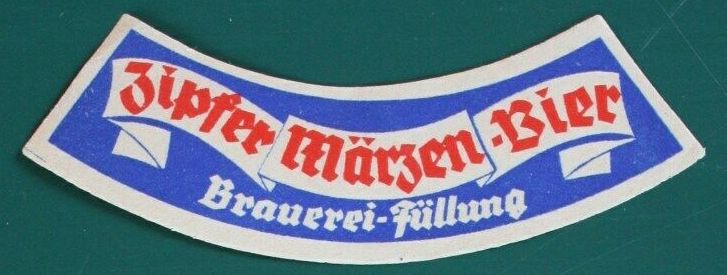 Zipfer Märzen-Bier
Brauerei-Füllung